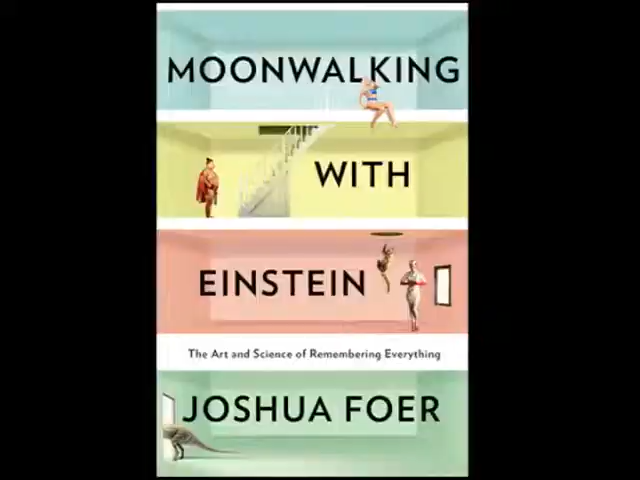 MOONWALKING
WITH
EINSTEIN
The Art and Science of Remembering Everything
JOSHUA FOER